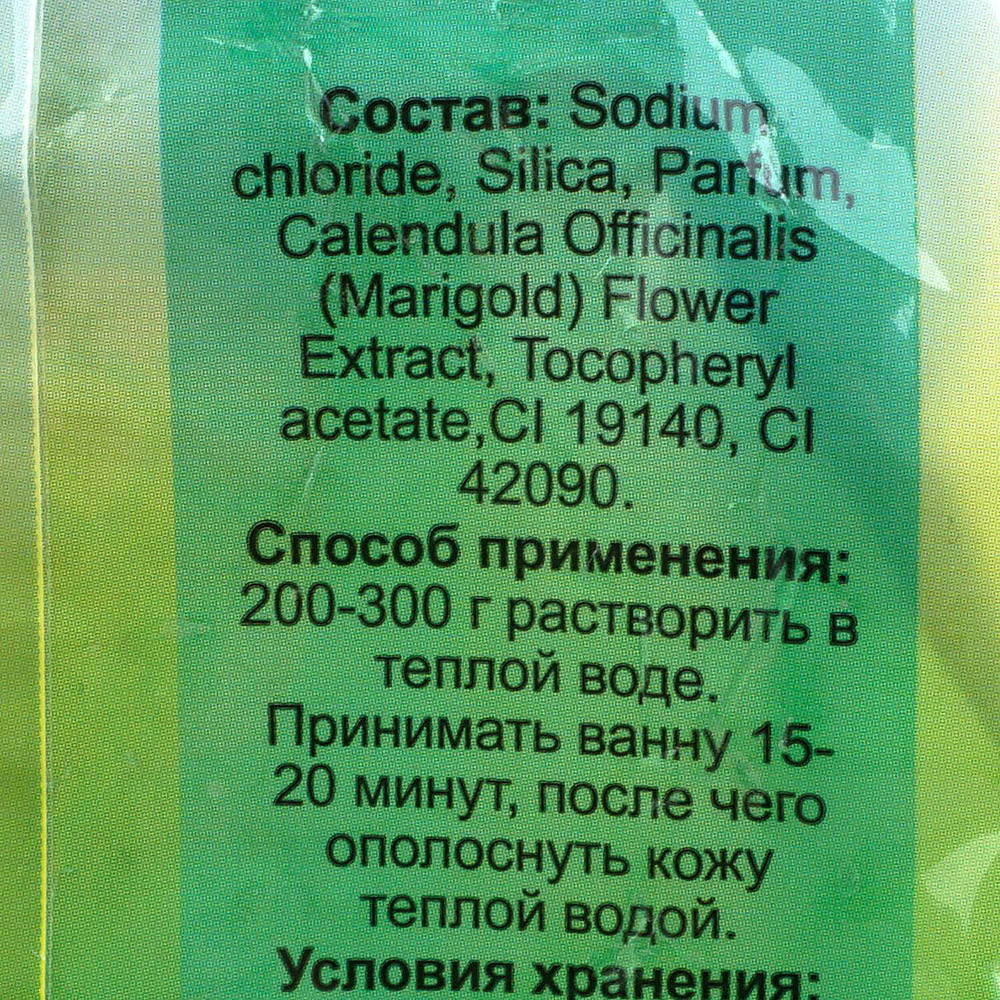 Состав: Sodium
chloride, Silica, Parfum,
Calendula Officinalis
(Marigold) Flower
Extract, Tocopheryl
acetate,CI 19140, CI
42090.
Способ применения:
200-300 г растворить в
теплой воде.
Принимать ванну 15-
20 минут, после чего
ополоснуть кожу
теплой водой.
Условия хранения: